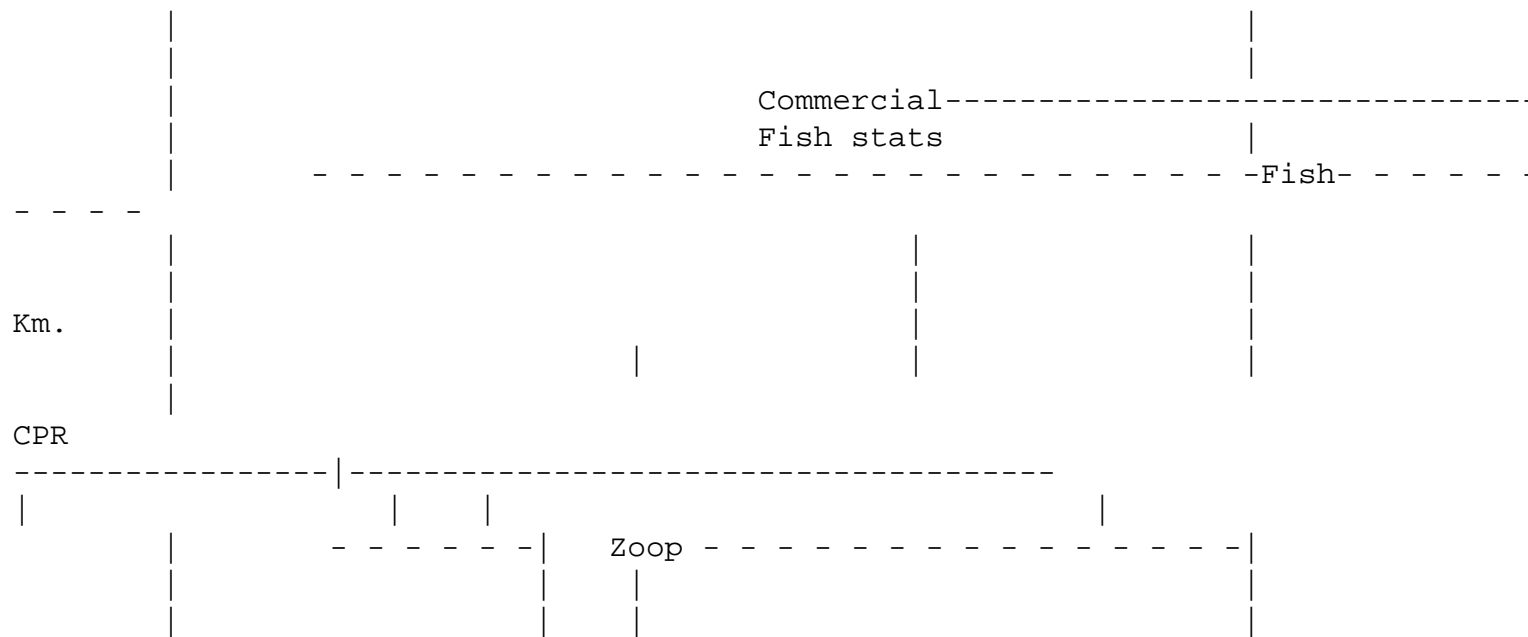 Commercial-------------------------------
Fish stats
- - - - - - - - - - - - - - - - - - - - - - - - - -Fish- - - - - -
- - - -
Km.
CPR
-----------------|--------------------------------------
- - - - - -| Zoop - - - - - - - - - - - - - - -|